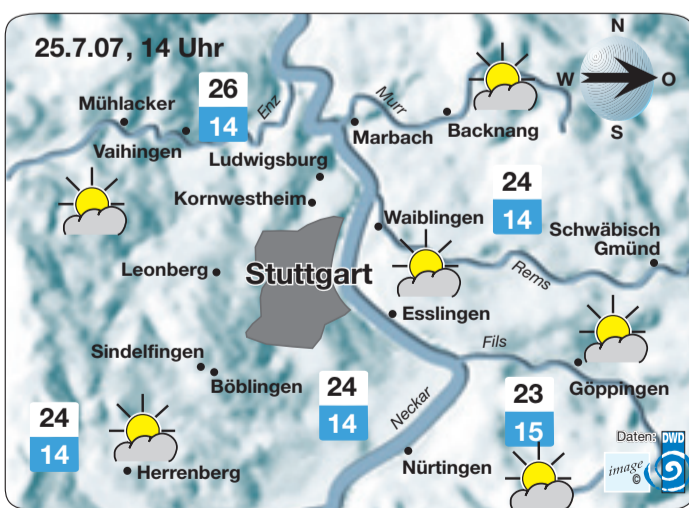 25.7.07, 14 Uhr
N
W
O
S
26
14
Enz
Murr
Mühlacker
Vaihingen
Marbach
Backnang
Ludwigsburg
Kornwestheim
24
14
Waiblingen
Schwäbisch
Gmünd
Leonberg
Stuttgart
Rems
Esslingen
Fils
Sindelfingen
Böblingen
24
14
Neckar
Göppingen
23
15
24
14
Herrenberg
Nürtingen
Daten:
DWD
image
©